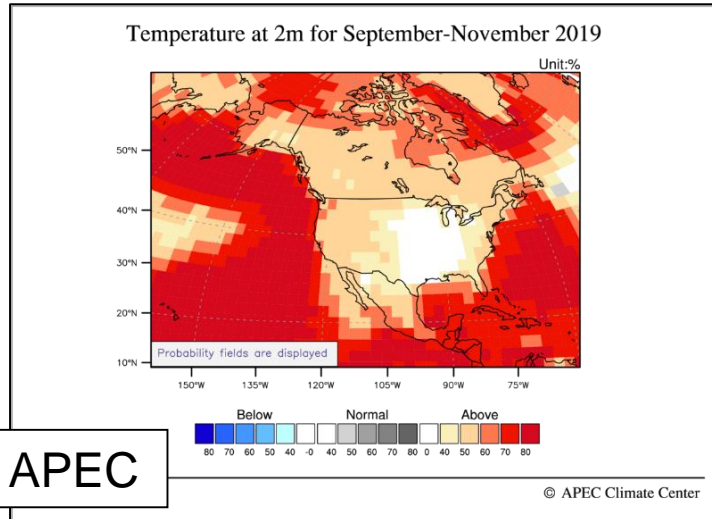 Temperature at 2m for September-November 2019
Unit:%
50°N
40°N
30°N
20°N
10°N
Probability fields are displayed
150°W 135°W 120°W 105°W 90°W 75°W
Below Normal Above
80 70 60 50 40 -0 40 50 60 70 80 0 40 50 60 70 80
APEC
© APEC Climate Center